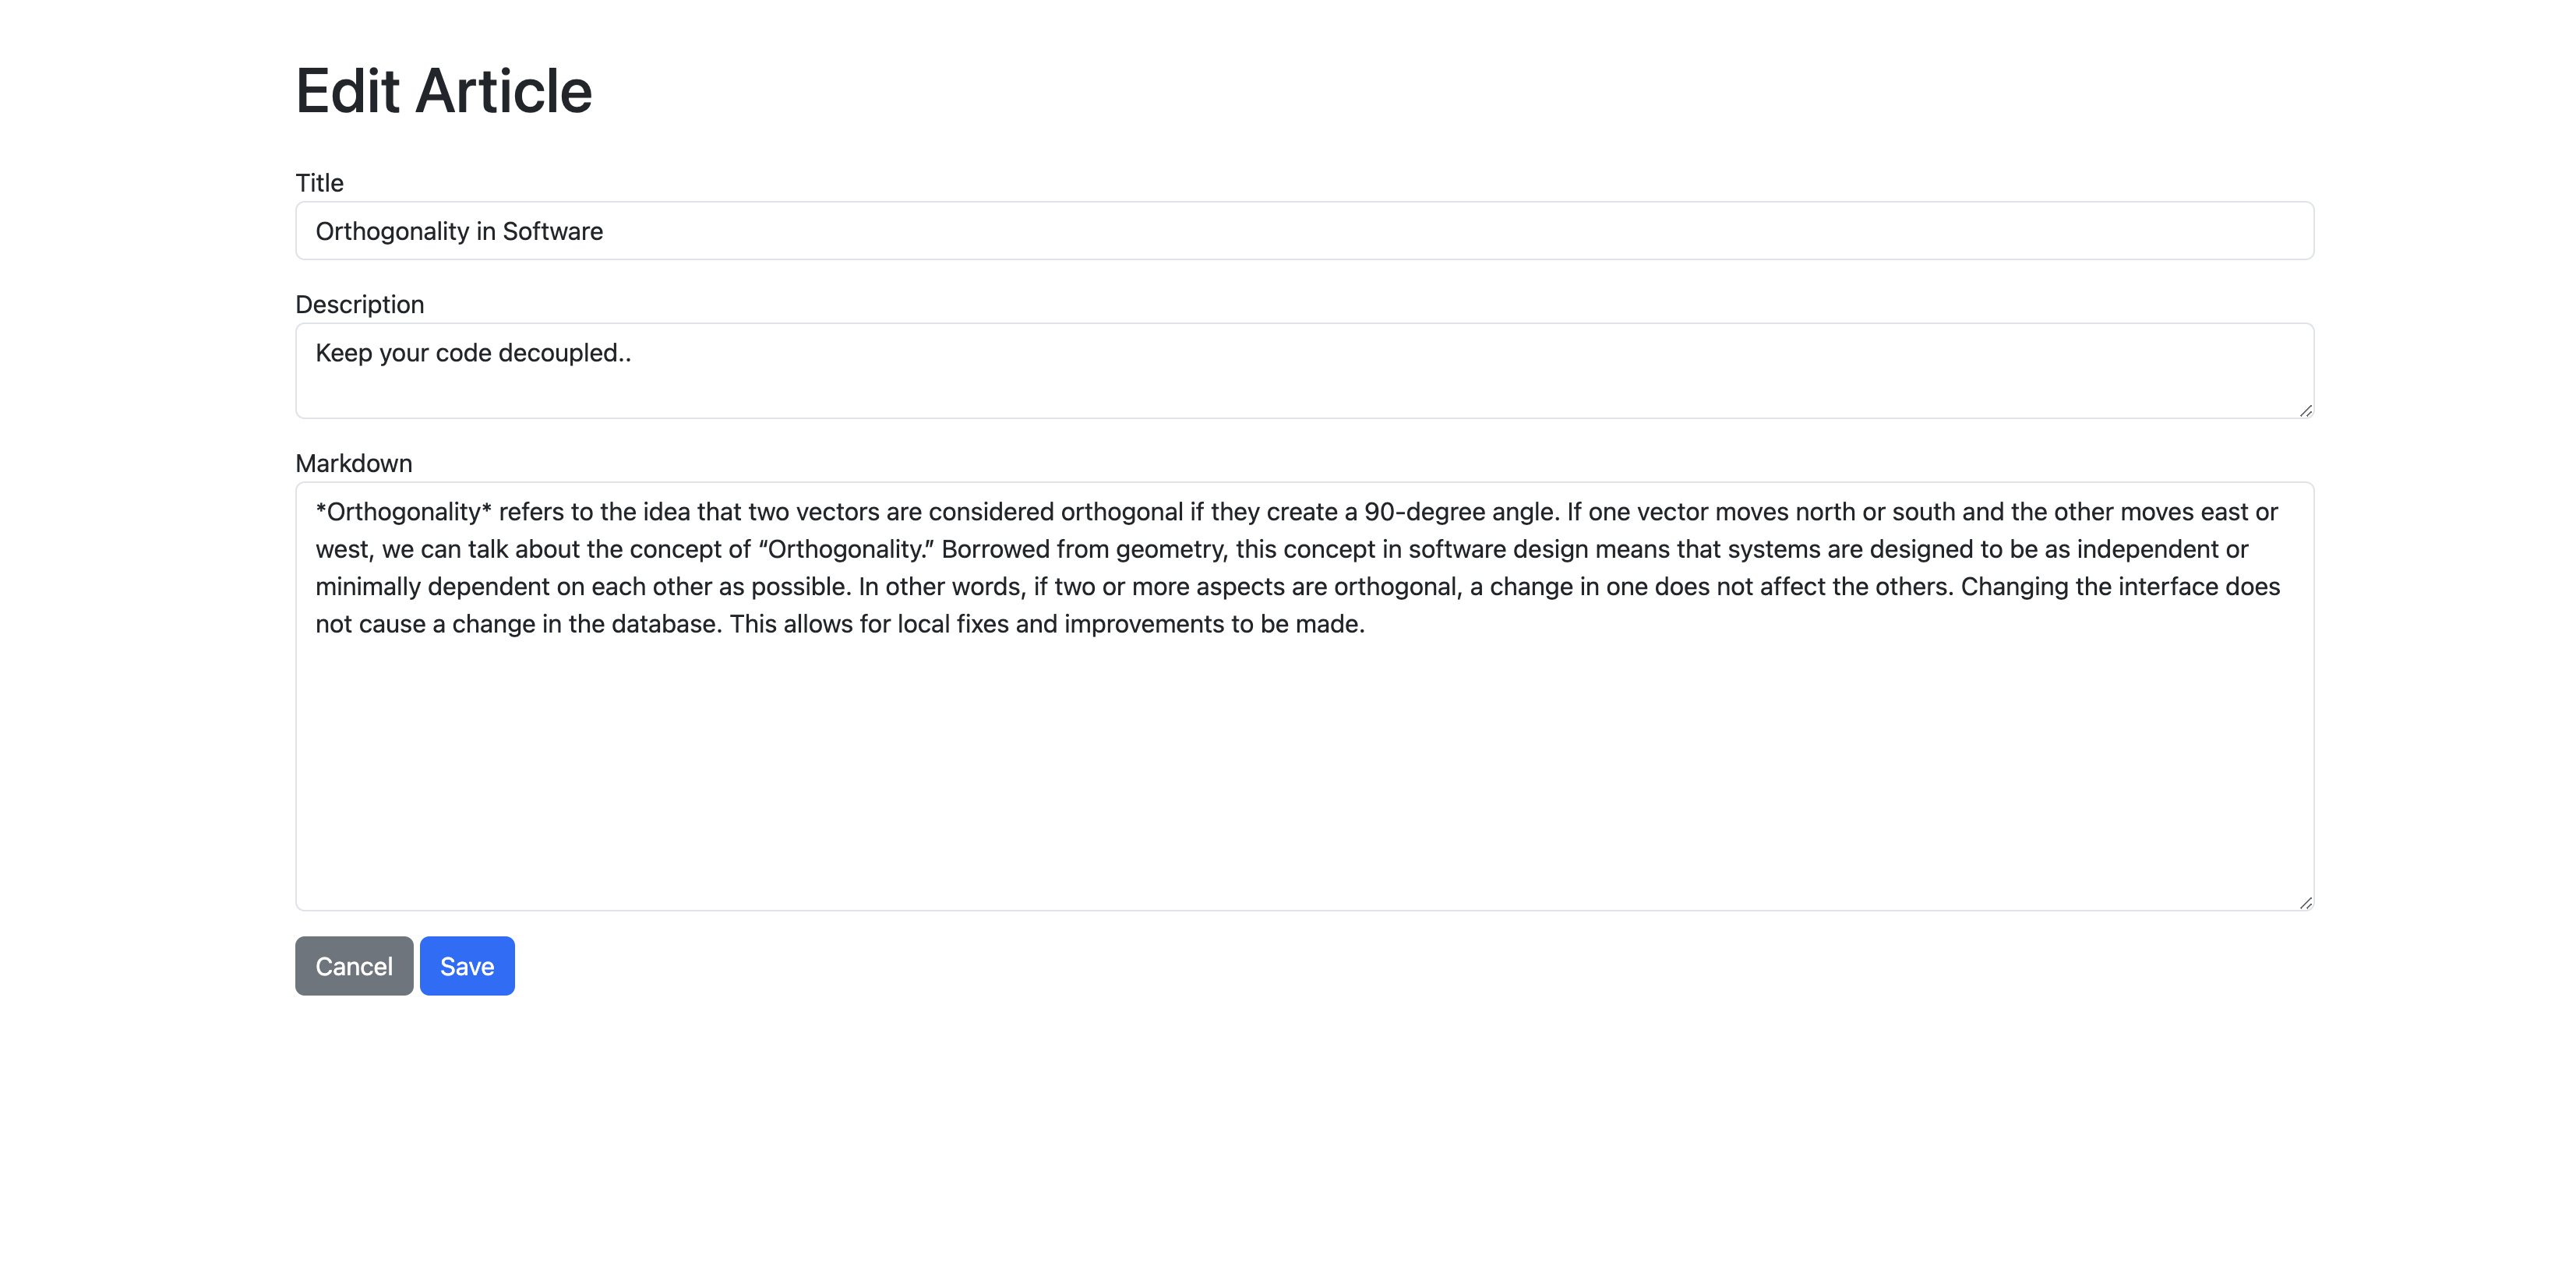 Edit Article
Title
Orthogonality in Software
Description
Keep your code decoupled..
Markdown
*Orthogonality* refers to the idea that two vectors are considered orthogonal if they create a 90-degree angle. If one vector moves north or south and the other moves east or
west, we can talk about the concept of “Orthogonality.” Borrowed from geometry, this concept in software design means that systems are designed to be as independent or
minimally dependent on each other as possible. In other words, if two or more aspects are orthogonal, a change in one does not affect the others. Changing the interface does
not cause a change in the database. This allows for local fixes and improvements to be made.
Cancel Save